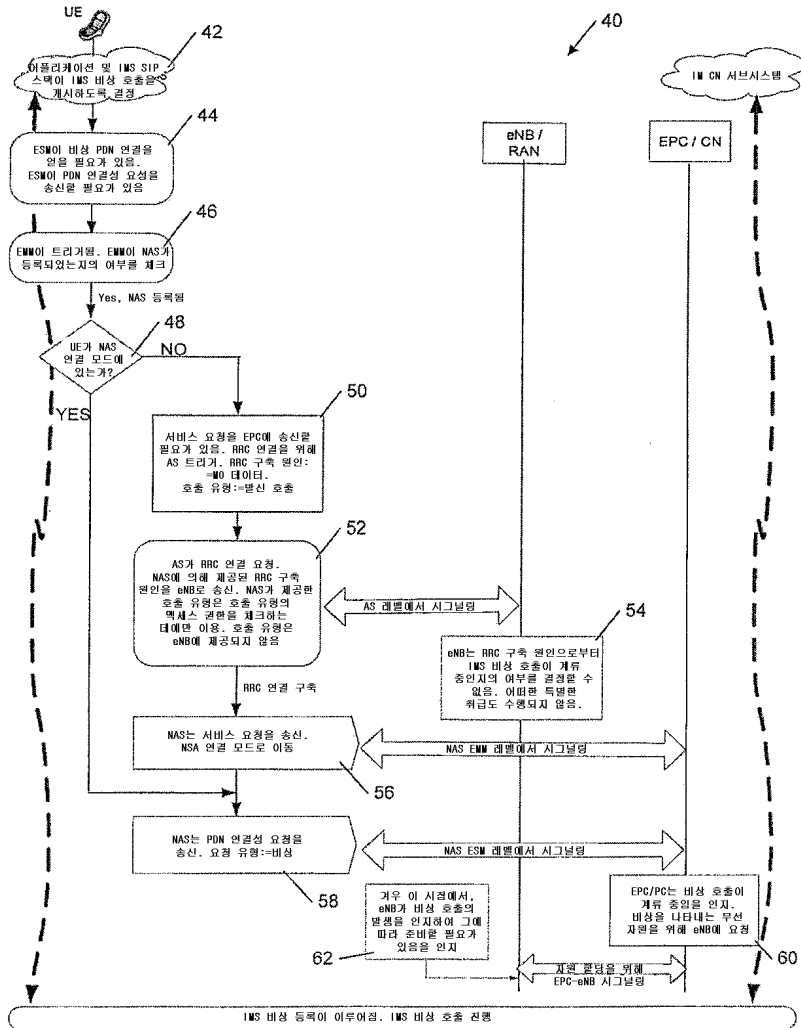 UE
42
어플리케이션 및 IMS SIP
스택이 IMS 비상 호출을
개시하도록 결정
40
IM CN 서브시스템
44
ESM이 비상 PDN 연결을
얻을 필요가 있음.
ESM이 PDN 연결성 요청을
송신할 필요가 있음
eNB /
RAN
EPC / CN
46
EMM이 트리거됨. EMM이 NAS가
등록되었는지의 여부를 체크
Yes, NAS 등록됨
48
UE가 NAS
연결 모드에
있는가?
NO
YES
50
서비스 요청을 EPC에 송신할
필요가 있음. RRC 연결을 위해
AS 트리거. RRC 구축 원인:
=MO 데이터.
호출 유형:=발신 호출
52
AS가 RRC 연결 요청.
NAS에 의해 제공된 RRC 구축
원인을 eNB로 송신. NAS가 제공한
호출 유형은 호출 유형의
액세스 권한을 체크하는
데에만 이용. 호출 유형은
eNB에 제공되지 않음
AS 레벨에서 시그널링
54
eNB는 RRC 구축 원인으로부터
IMS 비상 호출이 계류
중인지의 여부를 결정할 수
없음. 어떠한 특별한
취급도 수행되지 않음.
RRC 연결 구축
NAS는 서비스 요청을 송신.
NSA 연결 모드로 이동
56
NAS EMM 레벨에서 시그널링
NAS는 PDN 연결성 요청을
송신. 요청 유형:=비상
58
NAS ESM 레벨에서 시그널링
겨우 이 시점에서,
eNB가 비상 호출의
발생을 인지하여 그에
따라 준비할 필요가
있음을 인지
62
EPC/PC는 비상 호출이
계류 중임을 인지.
비상을 나타내는 무선
자원을 위해 eNB에 요청
60
자원 할당을 위해
EPC-eNB 시그널링
IMS 비상 등록이 이루어짐. IMS 비상 호출 진행